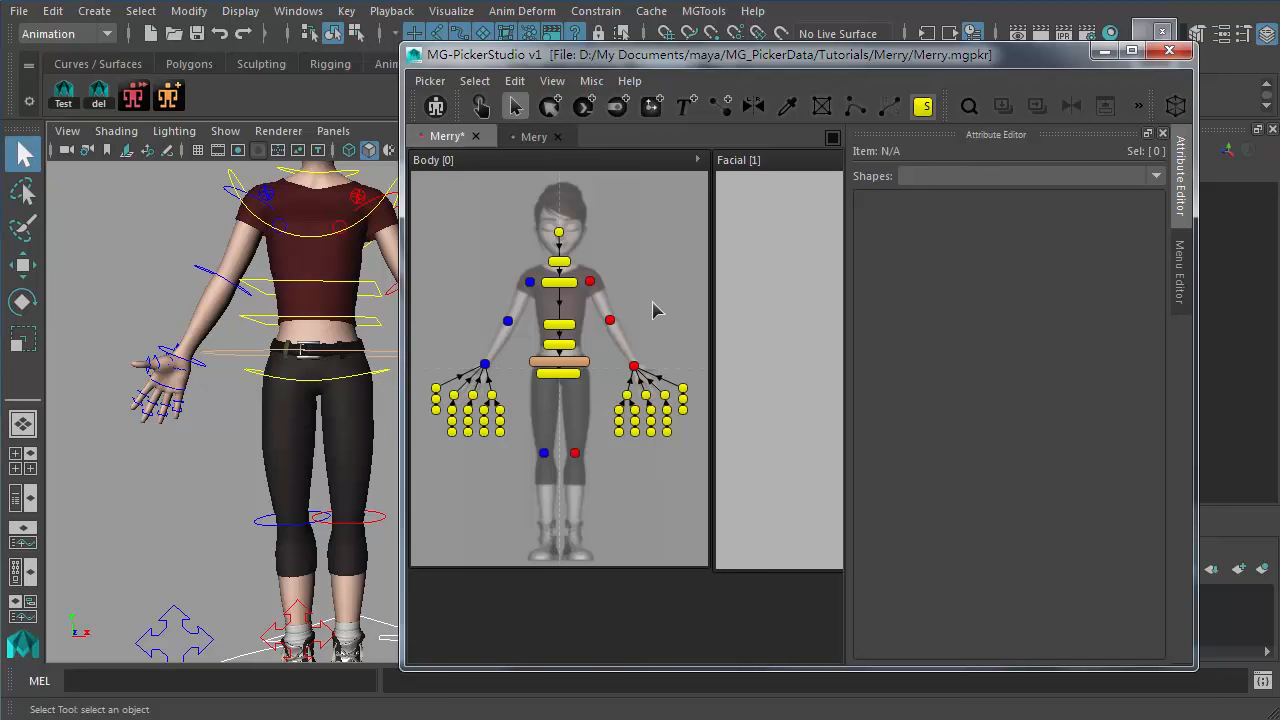 File Edit Create Select Modify Display Windows Key Playback Visualize Anim Deform Constrain Cache MGTools Help
Animation No Live Surface
MG-PickerStudio v1 [File: D:/My Documents/maya/MG_PickerData/Tutorials/Merry/Merry.mgpkr]
Curves / Surfaces Polygons Sculpting Rigging
Picker Select Edit View Misc Help
Test del
S
T
View Shading Lighting Show Renderer Panels
Merry* Mery
Attribute Editor
Body [0] Facial [1]
Item: N/A Sel: [ 0 ]
Shapes:
Attribute Editor
Menu Editor
MEL
Select Tool: select an object